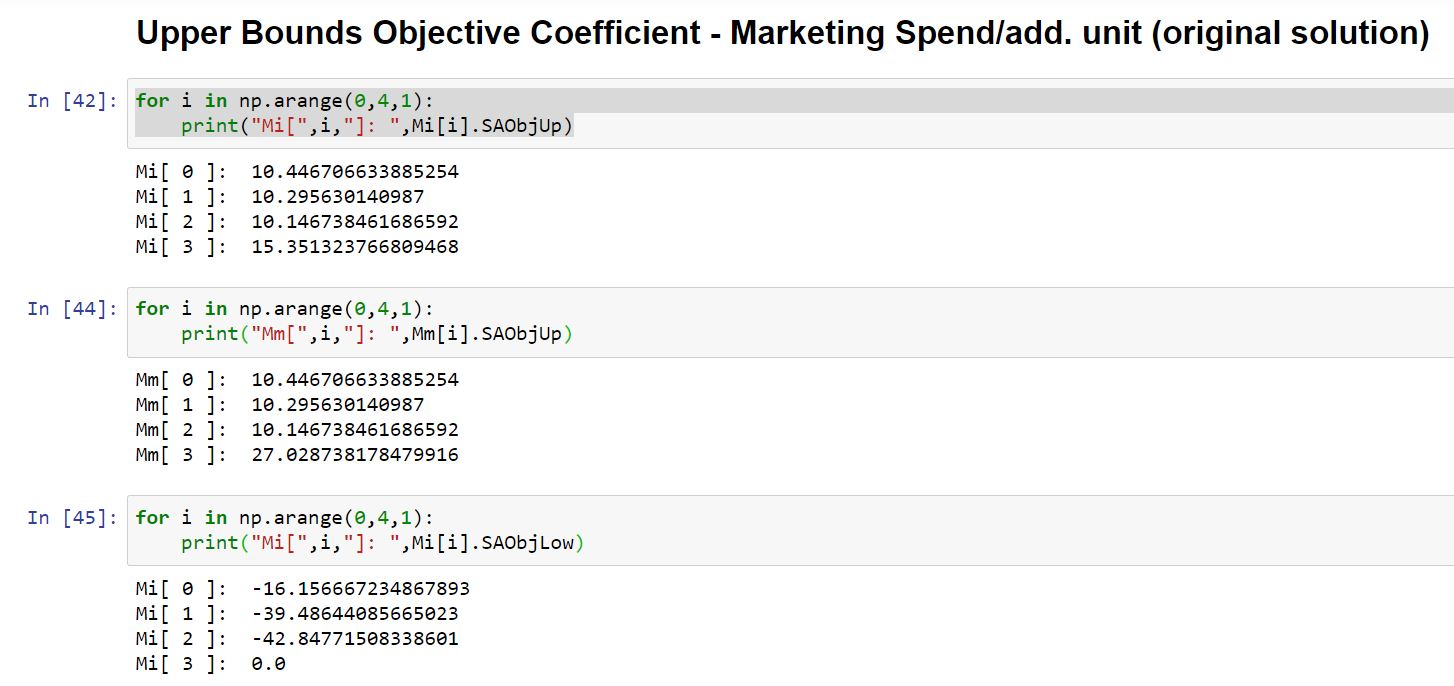 Upper Bounds Objective Coefficient - Marketing Spend/add. unit (original solution)
In [42]: for i in np.arange(0,4,1):
    print("Mi[",i,"]: ",Mi[i].SAObjUp)
Mi[ 0 ]:  10.446706633885254
Mi[ 1 ]:  10.295630140987
Mi[ 2 ]:  10.146738461686592
Mi[ 3 ]:  15.351323766809468
In [44]: for i in np.arange(0,4,1):
    print("Mm[",i,"]: ",Mm[i].SAObjUp)
Mm[ 0 ]:  10.446706633885254
Mm[ 1 ]:  10.295630140987
Mm[ 2 ]:  10.146738461686592
Mm[ 3 ]:  27.028738178479916
In [45]: for i in np.arange(0,4,1):
    print("Mi[",i,"]: ",Mi[i].SAObjLow)
Mi[ 0 ]:  -16.156667234867893
Mi[ 1 ]:  -39.48644085665023
Mi[ 2 ]:  -42.84771508338601
Mi[ 3 ]:  0.0